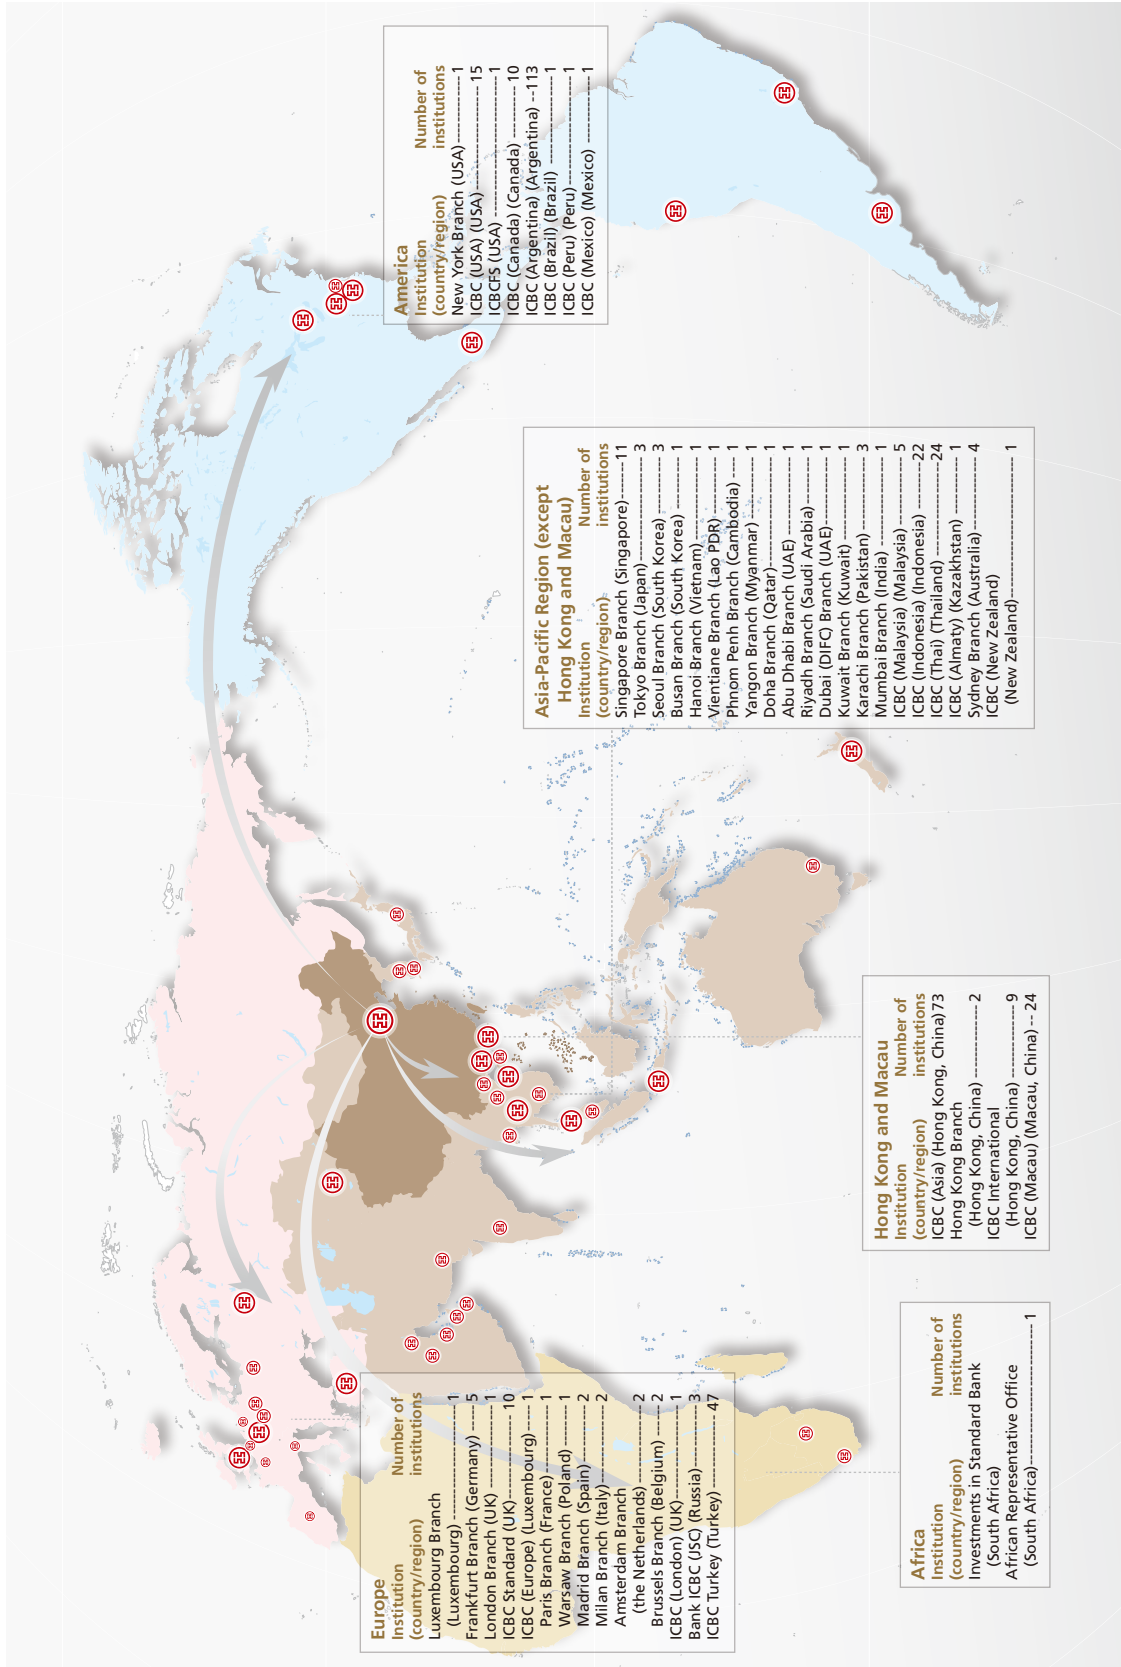 Europe
Institution Number of
(country/region) institutions
Luxembourg Branch
(Luxembourg) ---------------- 1
Frankfurt Branch (Germany) ---- 5
London Branch (UK) ------------ 1
ICBC Standard (UK) ----------- 10
ICBC (Europe) (Luxembourg) ---- 1
Paris Branch (France) --------- 1
Warsaw Branch (Poland) -------- 1
Madrid Branch (Spain) --------- 2
Milan Branch (Italy) ---------- 2
Amsterdam Branch
(the Netherlands) ------------- 2
Brussels Branch (Belgium) ----- 2
ICBC (London) (UK) ------------ 1
Bank ICBC (JSC) (Russia) ------ 3
ICBC Turkey (Turkey) --------- 47
Africa
Institution Number of
(country/region) institutions
Investments in Standard Bank
(South Africa)
African Representative Office
(South Africa) ---------------- 1
Hong Kong and Macau
Institution Number of
(country/region) institutions
ICBC (Asia) (Hong Kong, China) 73
Hong Kong Branch
(Hong Kong, China) ------------ 2
ICBC International
(Hong Kong, China) ------------ 9
ICBC (Macau) (Macau, China) -- 24
Asia-Pacific Region (except
Hong Kong and Macau)
Institution Number of
(country/region) institutions
Singapore Branch (Singapore) ------ 11
Tokyo Branch (Japan) -------------- 3
Seoul Branch (South Korea) -------- 3
Busan Branch (South Korea) -------- 1
Hanoi Branch (Vietnam) ------------ 1
Vientiane Branch (Lao PDR) -------- 1
Phnom Penh Branch (Cambodia) ---- 1
Yangon Branch (Myanmar) ----------- 1
Doha Branch (Qatar) --------------- 1
Abu Dhabi Branch (UAE) ------------ 1
Riyadh Branch (Saudi Arabia) ------ 1
Dubai (DIFC) Branch (UAE) --------- 1
Kuwait Branch (Kuwait) ------------ 1
Karachi Branch (Pakistan) --------- 3
Mumbai Branch (India) ------------- 1
ICBC (Malaysia) (Malaysia) -------- 5
ICBC (Indonesia) (Indonesia) ----- 22
ICBC (Thai) (Thailand) ----------- 24
ICBC (Almaty) (Kazakhstan) -------- 1
Sydney Branch (Australia) --------- 4
ICBC (New Zealand)
(New Zealand) --------------------- 1
America
Institution Number of
(country/region) institutions
New York Branch (USA) ------------- 1
ICBC (USA) (USA) ----------------- 15
ICBCFS (USA) ---------------------- 1
ICBC (Canada) (Canada) ----------- 10
ICBC (Argentina) (Argentina) --113
ICBC (Brazil) (Brazil) ------------ 1
ICBC (Peru) (Peru) ---------------- 1
ICBC (Mexico) (Mexico) ------------ 1